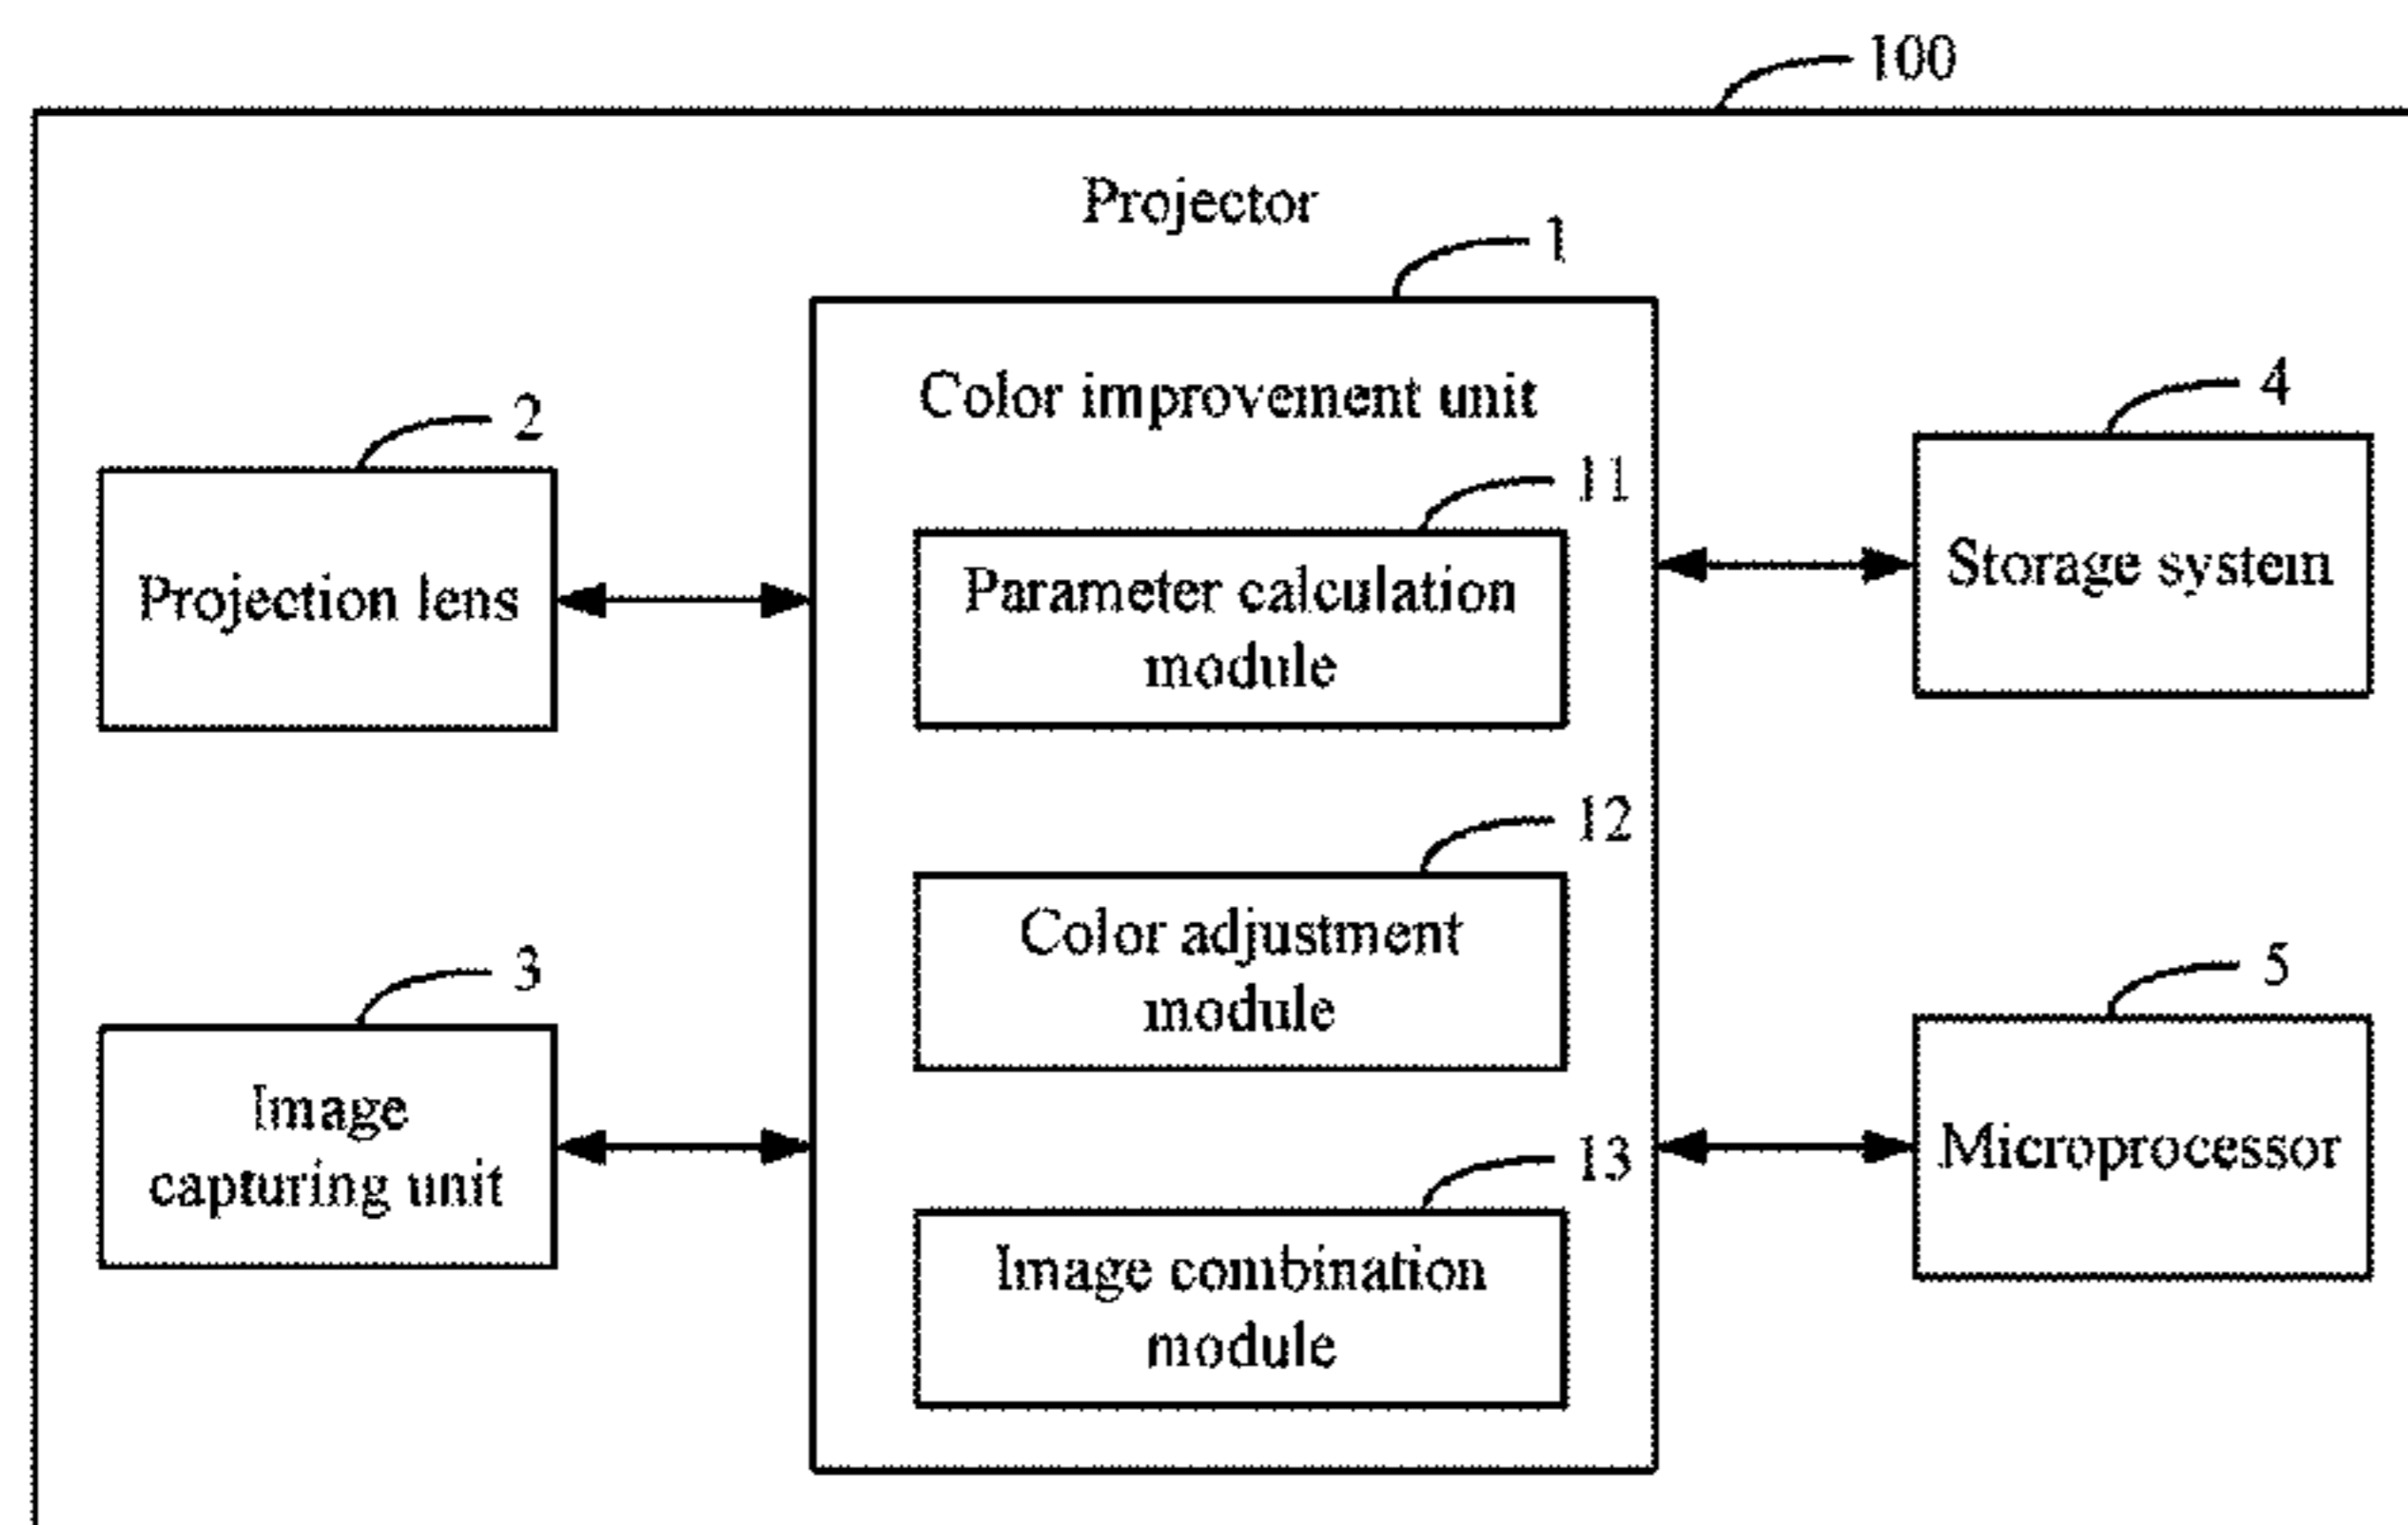 100
Projector
1
Color improvement unit
2
Projection lens
11
Parameter calculation
module
4
Storage system
12
Color adjustment
module
3
Image
capturing unit
13
Image combination
module
5
Microprocessor